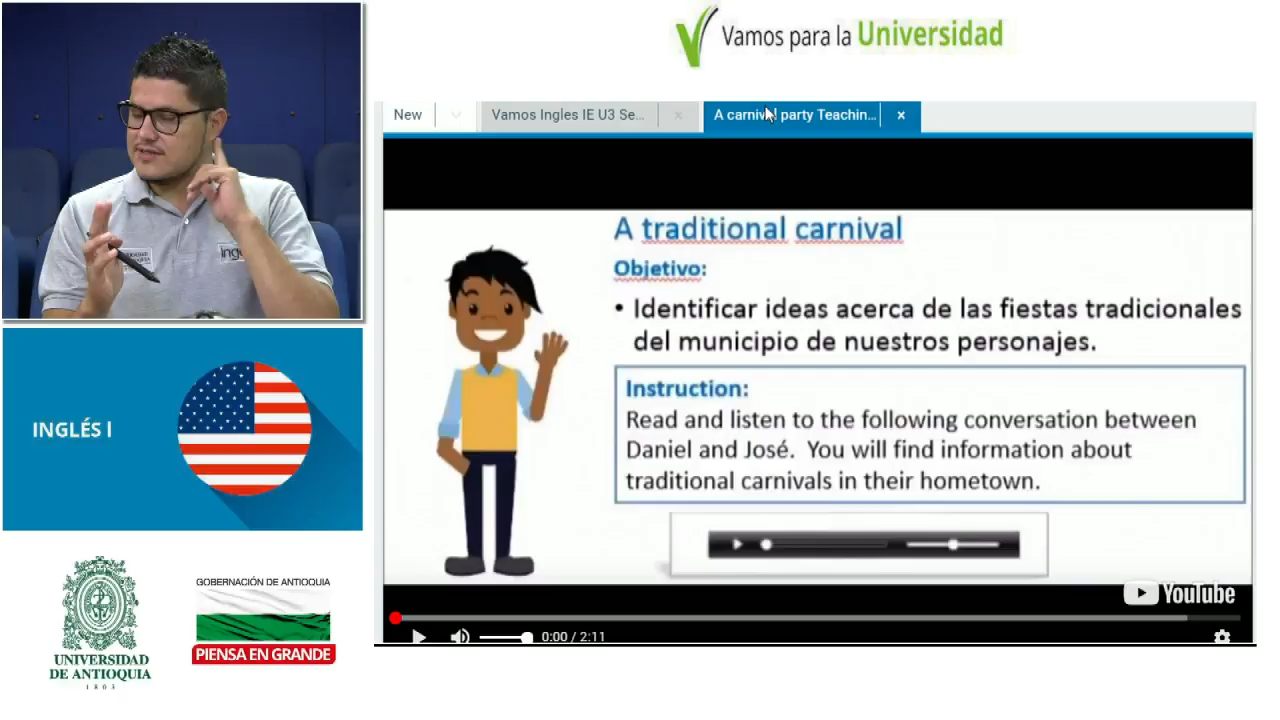 Vamos para la Universidad
New
Vamos Ingles IE U3 Se...
A carnival party Teachin...
A traditional carnival
Objetivo:
• Identificar ideas acerca de las fiestas tradicionales
del municipio de nuestros personajes.
Instruction:
Read and listen to the following conversation between
Daniel and José. You will find information about
traditional carnivals in their hometown.
YouTube
0:00 / 2:11
INGLÉS I
UNIVERSIDAD
DE ANTIOQUIA
1803
GOBERNACIÓN DE ANTIOQUIA
PIENSA EN GRANDE